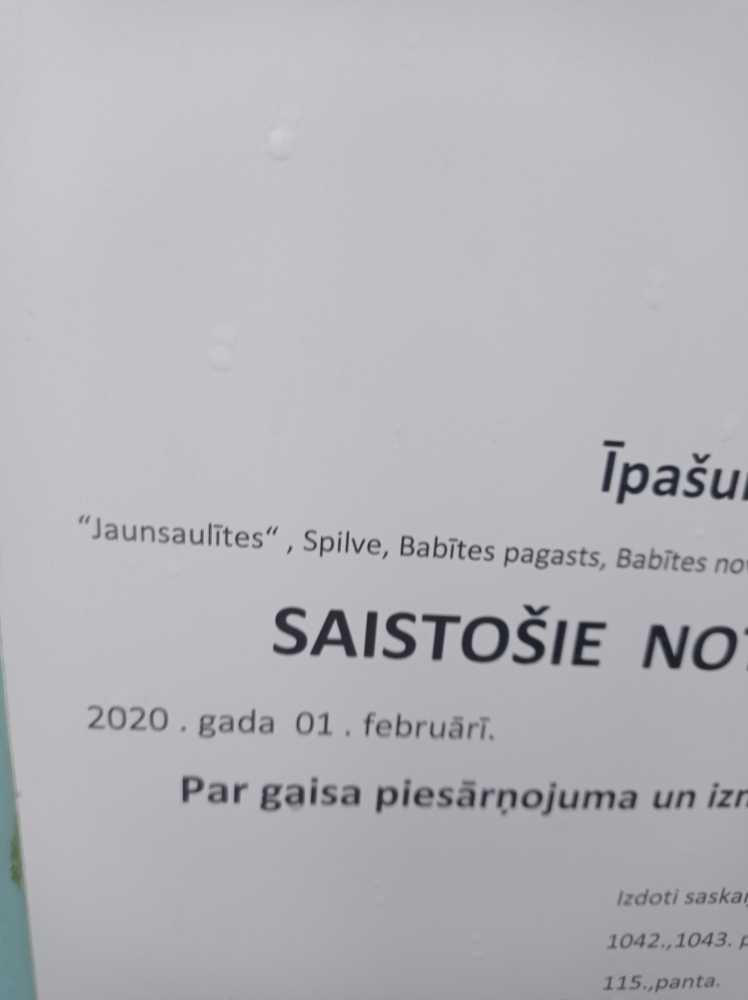 Īpašu
“Jaunsaulītes“ , Spilve, Babītes pagasts, Babītes no
SAISTOŠIE NO
2020 . gada 01 . februārī.
Par gaisa piesārņojuma un iz
Izdoti saska
1042.,1043. p
115.,panta.